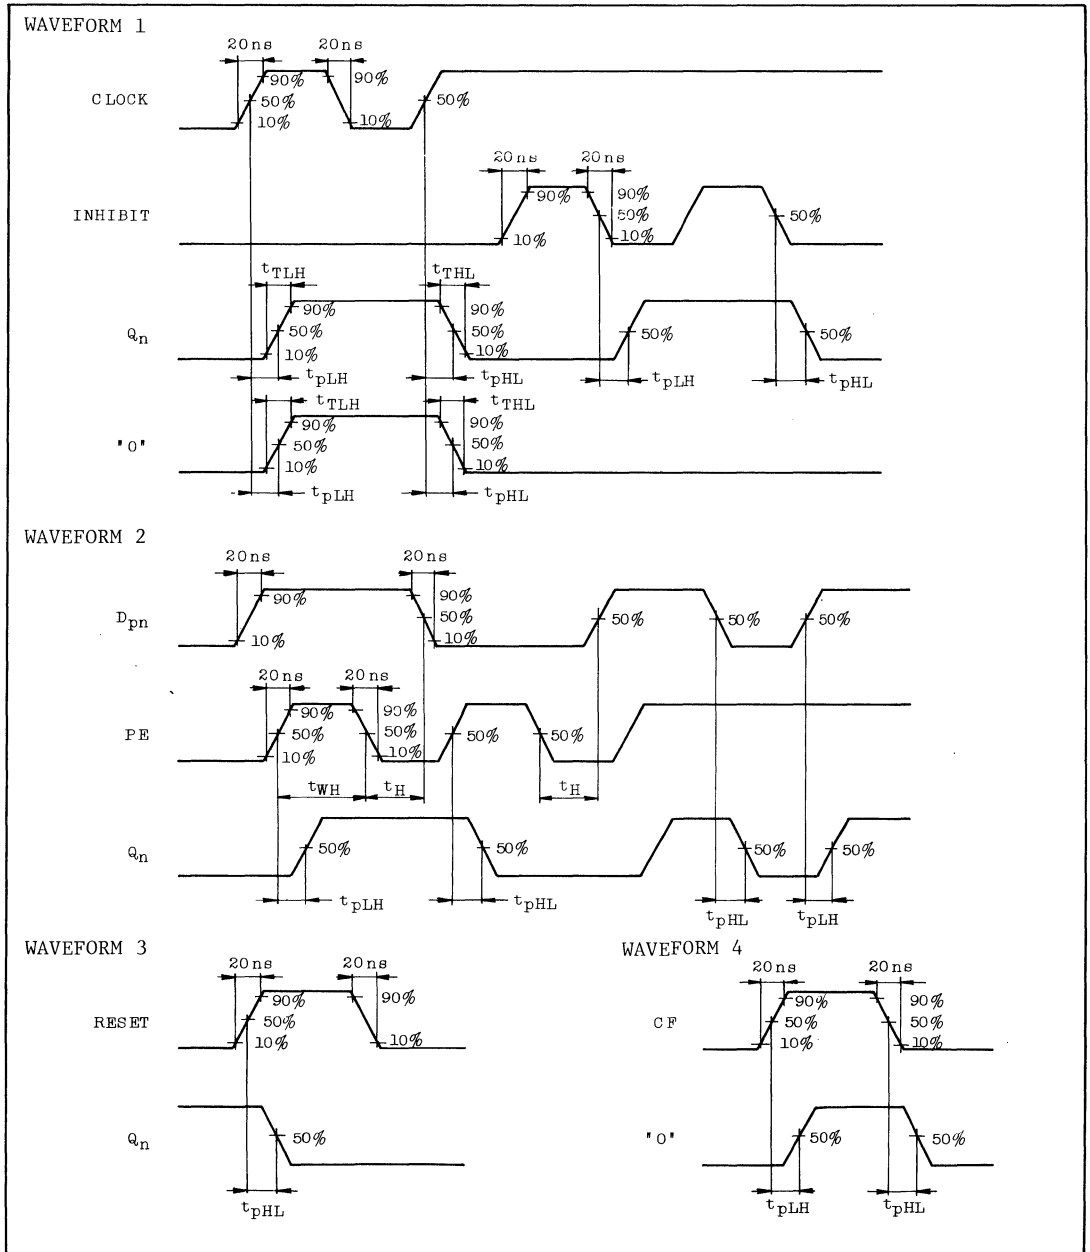 WAVEFORM 1
20ns 20ns
90% 90%
CLOCK 50% 50%
10% 10%
20ns 20ns
90% 90%
INHIBIT 50% 50%
10% 10%
tTLH tTHL
90% 90%
Qn 50% 50% 50% 50%
10% 10%
tpLH tpHL tpLH tpHL
tTLH tTHL
90% 90%
"0" 50% 50%
10% 10%
tpLH tpHL
WAVEFORM 2
20ns 20ns
90% 90%
Dpn 50% 50% 50% 50%
10% 10%
20ns 20ns
90% 90%
PE 50% 50% 50% 50%
10% 10%
tWH tH tH
Qn 50% 50% 50% 50%
tpLH tpHL tpHL tpLH
WAVEFORM 3
20ns 20ns
90% 90%
RESET 50%
10% 10%
Qn 50%
tpHL
WAVEFORM 4
20ns 20ns
90% 90%
CF 50% 50%
10% 10%
"0" 50% 50%
tpLH tpHL